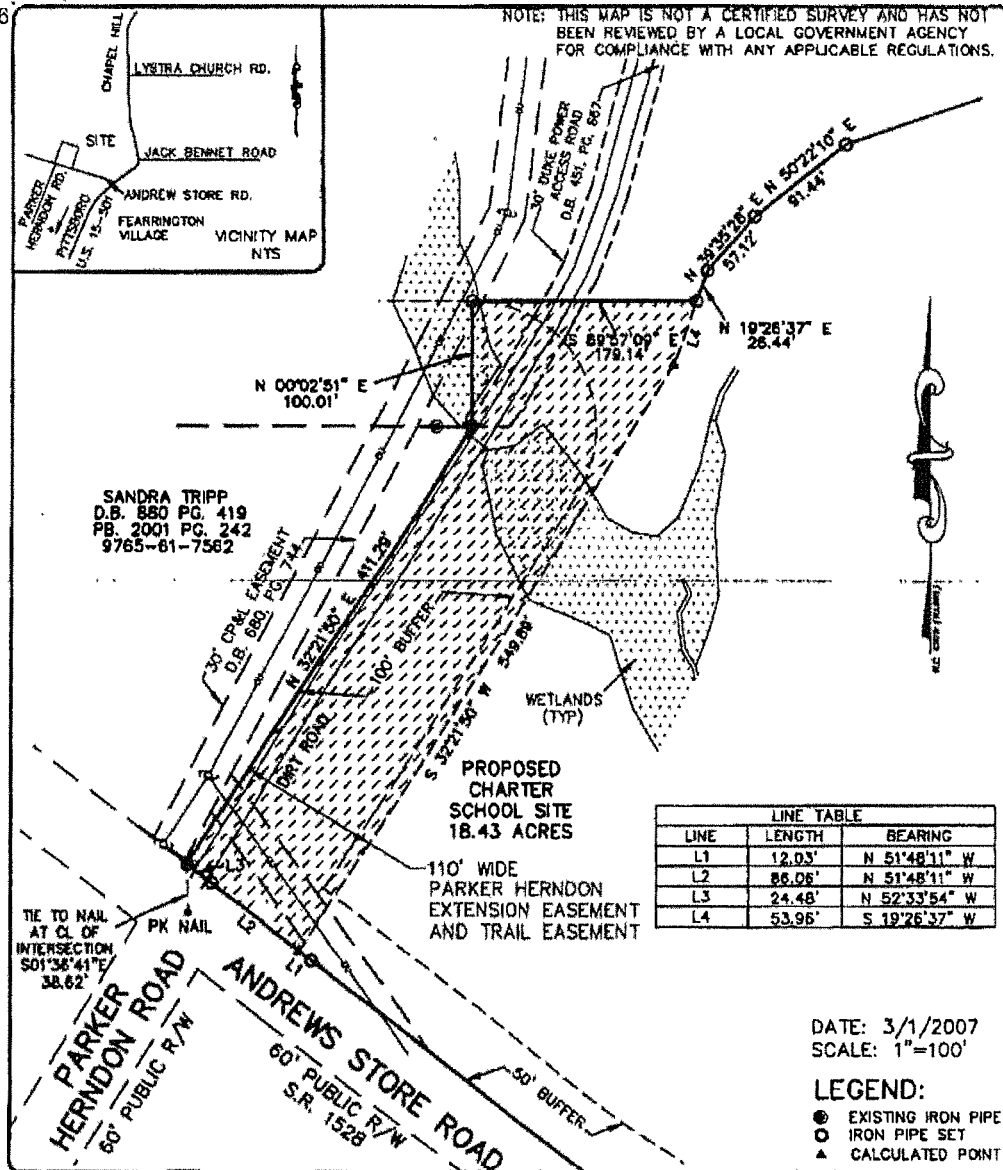 6
NOTE: THIS MAP IS NOT A CERTIFIED SURVEY AND HAS NOT
BEEN REVIEWED BY A LOCAL GOVERNMENT AGENCY
FOR COMPLIANCE WITH ANY APPLICABLE REGULATIONS.
CHAPEL HILL
LYSTRA CHURCH RD.
SITE
JACK BENNET ROAD
PARKER
HERNDON RD.
PITTSBORO
U.S. 15-501
ANDREW STORE RD.
FEARRINGTON
VILLAGE
VICINITY MAP
NTS
30' DUKE POWER
ACCESS ROAD
D.B. 451, PG. 667
N 50°22'10" E
91.44'
N 39°35'28" E
57.12'
N 19°26'37" E
26.44'
L4
S 89°57'09" E
179.14'
N 00°02'51" E
100.01'
SANDRA TRIPP
D.B. 880 PG. 419
PB. 2001 PG. 242
9765-61-7562
30' CP&L EASEMENT
D.B. 680, PG. 744
N 32°21'50" E 411.29'
100' BUFFER
DIRT ROAD
S 32°21'50" W 549.89'
WETLANDS
(TYP)
PROPOSED
CHARTER
SCHOOL SITE
18.43 ACRES
110' WIDE
PARKER HERNDON
EXTENSION EASEMENT
AND TRAIL EASEMENT
LINE TABLE
LINE LENGTH BEARING
L1 12.03' N 51°48'11" W
L2 86.06' N 51°48'11" W
L3 24.48' N 52°33'54" W
L4 53.96' S 19°26'37" W
L3
L2
L1
TIE TO NAIL
AT CL OF
INTERSECTION
S01°36'41"E
38.62'
PK NAIL
PARKER
HERNDON ROAD
60' PUBLIC R/W
ANDREWS STORE ROAD
60' PUBLIC R/W
S.R. 1528
50' BUFFER
DATE: 3/1/2007
SCALE: 1"=100'
LEGEND:
EXISTING IRON PIPE
IRON PIPE SET
CALCULATED POINT